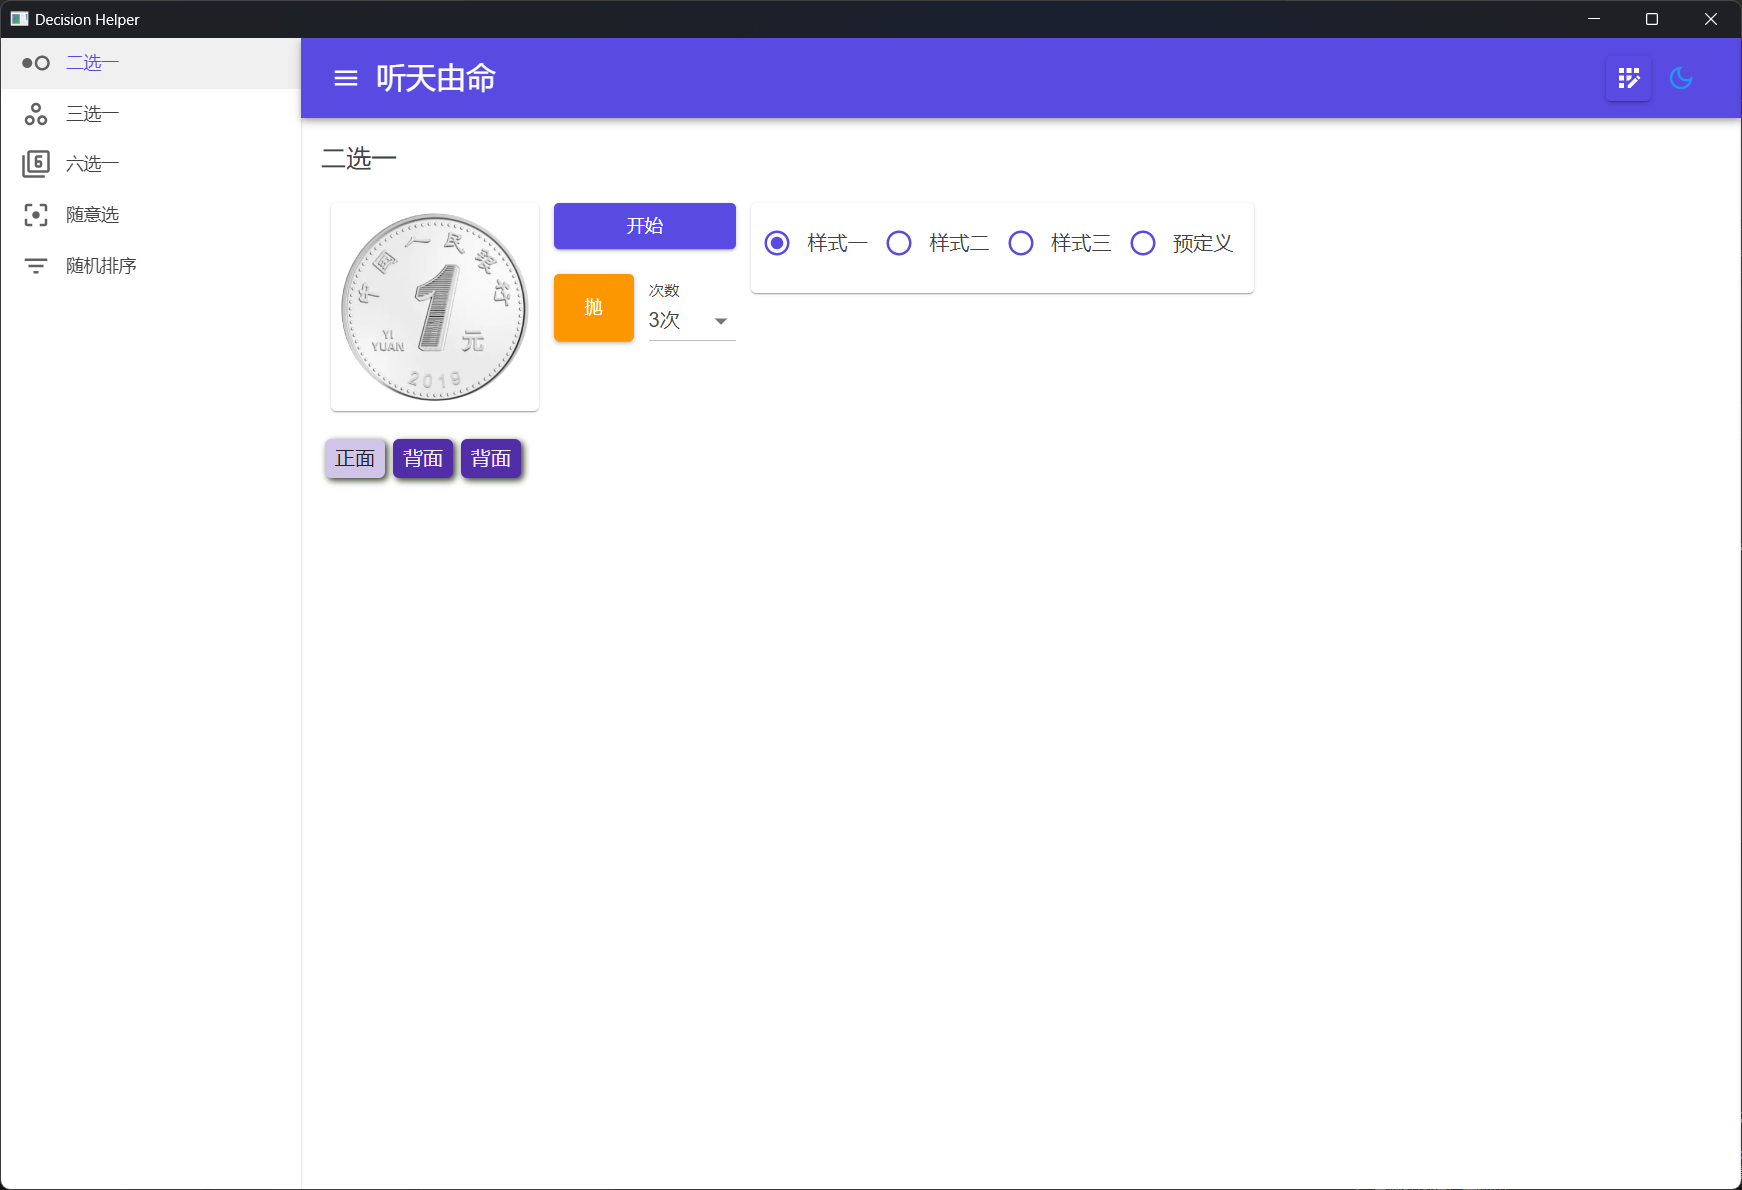 Decision Helper
二选一
三选一
六选一
随意选
随机排序
听天由命
二选一
中国人民银行
1
YI
YUAN
元
2019
开始
抛
次数
3次
样式一
样式二
样式三
预定义
正面 背面 背面